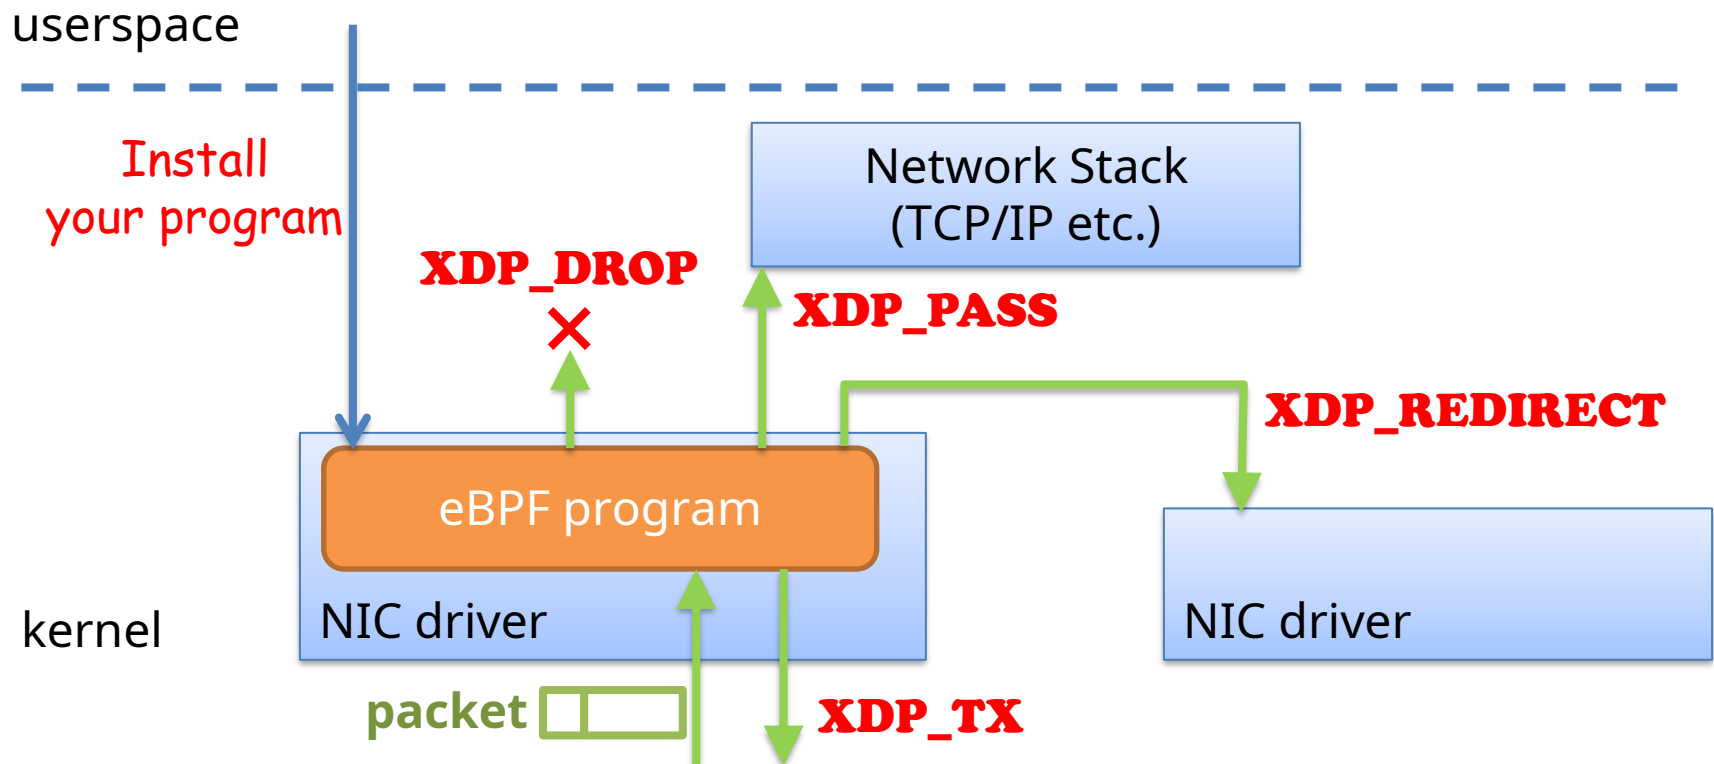 userspace
Install
your program
Network Stack
(TCP/IP etc.)
XDP_DROP
XDP_PASS
XDP_REDIRECT
eBPF program
NIC driver
NIC driver
kernel
packet
XDP_TX